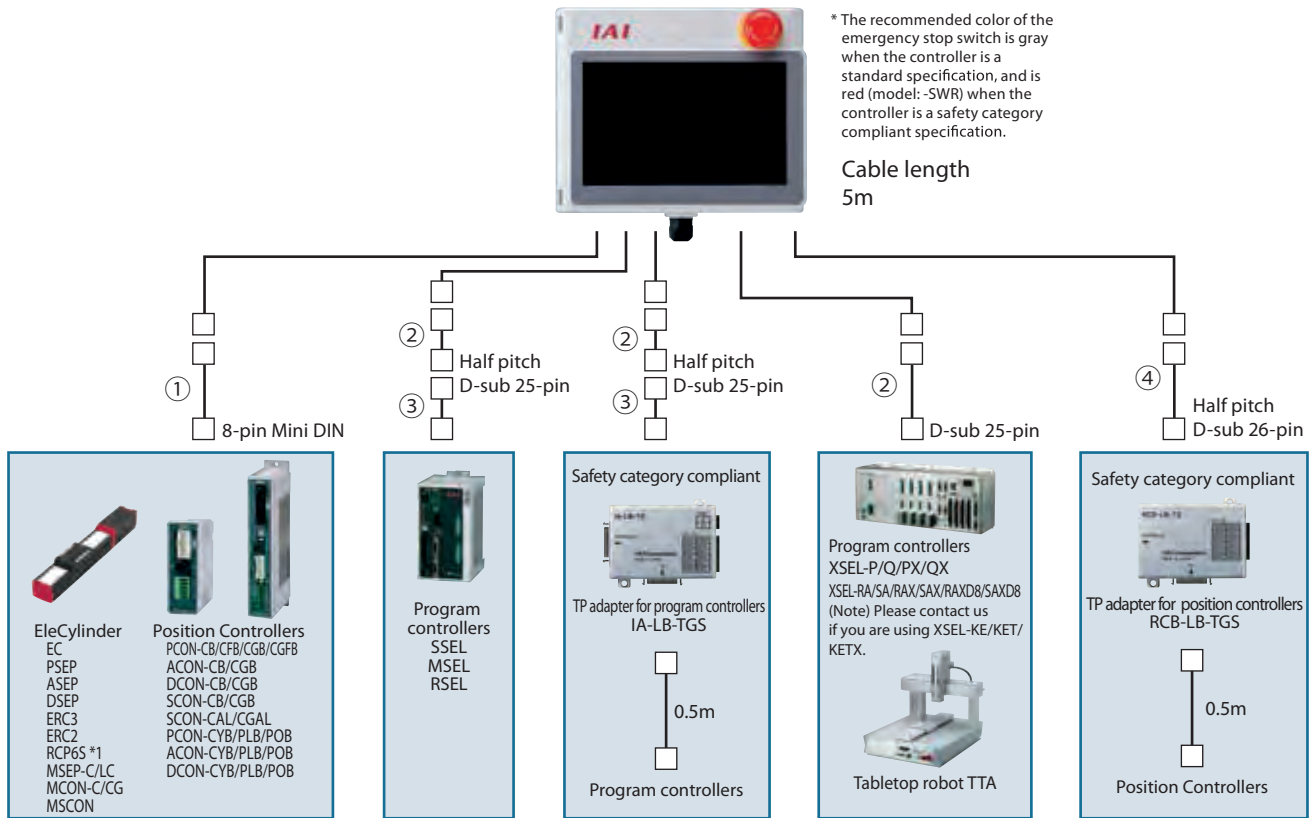 IAI
* The recommended color of the
emergency stop switch is gray
when the controller is a
standard specification, and is
red (model: -SWR) when the
controller is a safety category
compliant specification.
Cable length
5m
①
8-pin Mini DIN
②
Half pitch
D-sub 25-pin
③
②
Half pitch
D-sub 25-pin
③
②
D-sub 25-pin
④
Half pitch
D-sub 26-pin
EleCylinder
EC
PSEP
ASEP
DSEP
ERC3
ERC2
RCP6S *1
MSEP-C/LC
MCON-C/CG
MSCON
Position Controllers
PCON-CB/CFB/CGB/CGFB
ACON-CB/CGB
DCON-CB/CGB
SCON-CB/CGB
SCON-CAL/CGAL
PCON-CYB/PLB/POB
ACON-CYB/PLB/POB
DCON-CYB/PLB/POB
Program
controllers
SSEL
MSEL
RSEL
Safety category compliant
IA-LB-TG
TP adapter for program controllers
IA-LB-TGS
0.5m
Program controllers
Program controllers
XSEL-P/Q/PX/QX
XSEL-RA/SA/RAX/SAX/RAXD8/SAXD8
(Note) Please contact us
if you are using XSEL-KE/KET/
KETX.
Tabletop robot TTA
Safety category compliant
RCB-LB-TG
TP adapter for position controllers
RCB-LB-TGS
0.5m
Position Controllers